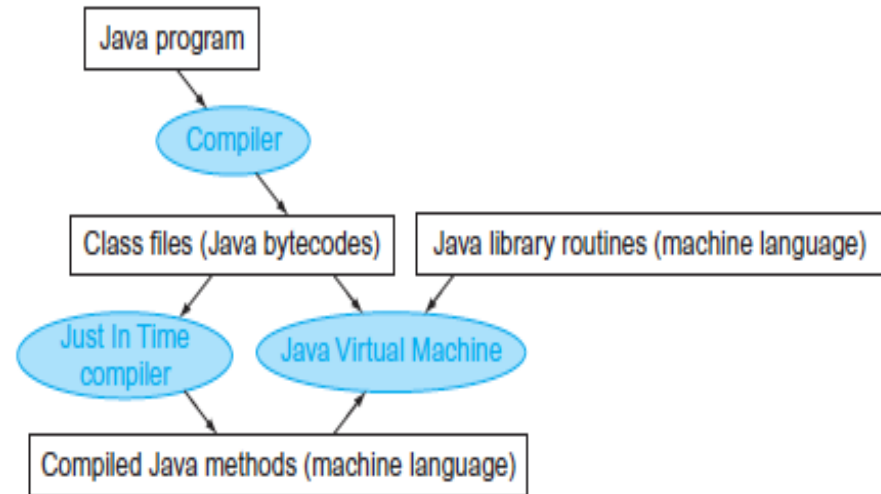 Java program
Compiler
Class files (Java bytecodes)
Java library routines (machine language)
Just In Time
compiler
Java Virtual Machine
Compiled Java methods (machine language)